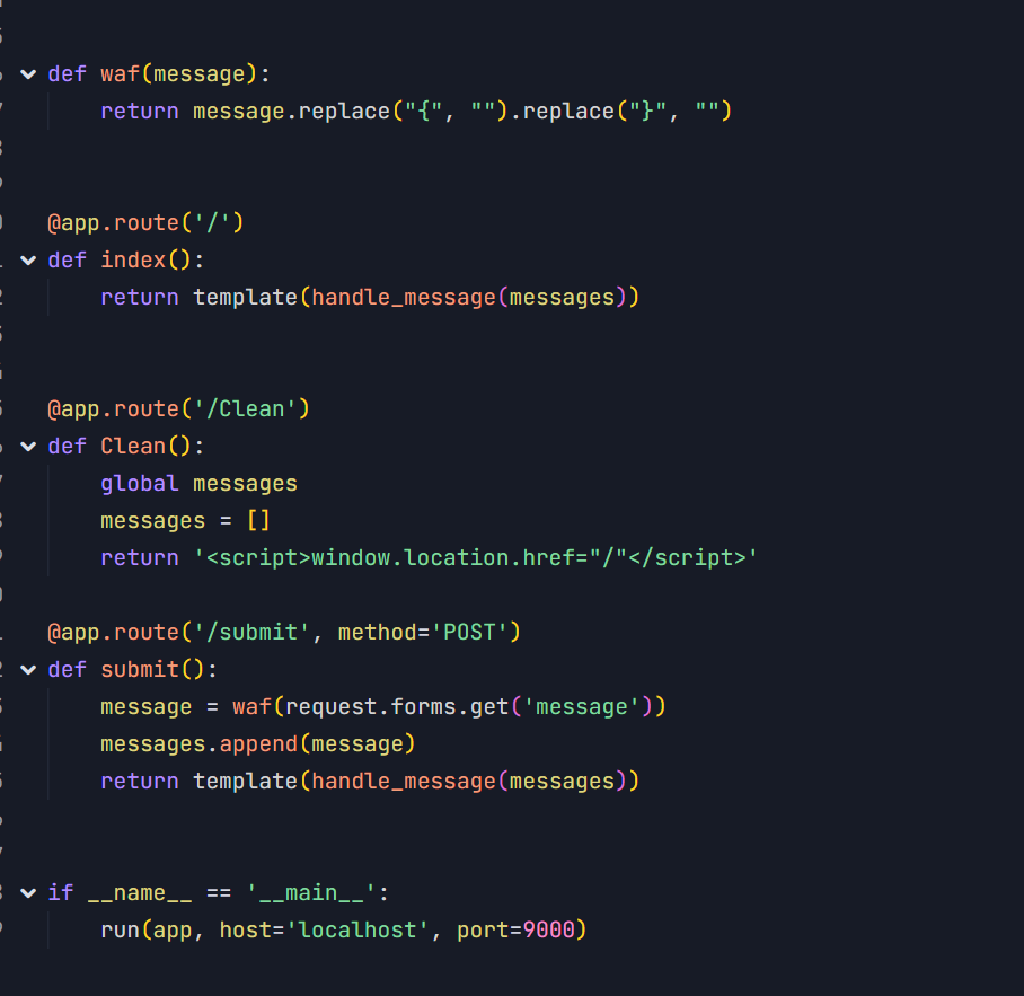 def waf(message):
    return message.replace("{", "").replace("}", "")
@app.route('/')
def index():
    return template(handle_message(messages))
@app.route('/Clean')
def Clean():
    global messages
    messages = []
    return '<script>window.location.href="/"</script>'
@app.route('/submit', method='POST')
def submit():
    message = waf(request.forms.get('message'))
    messages.append(message)
    return template(handle_message(messages))
if __name__ == '__main__':
    run(app, host='localhost', port=9000)